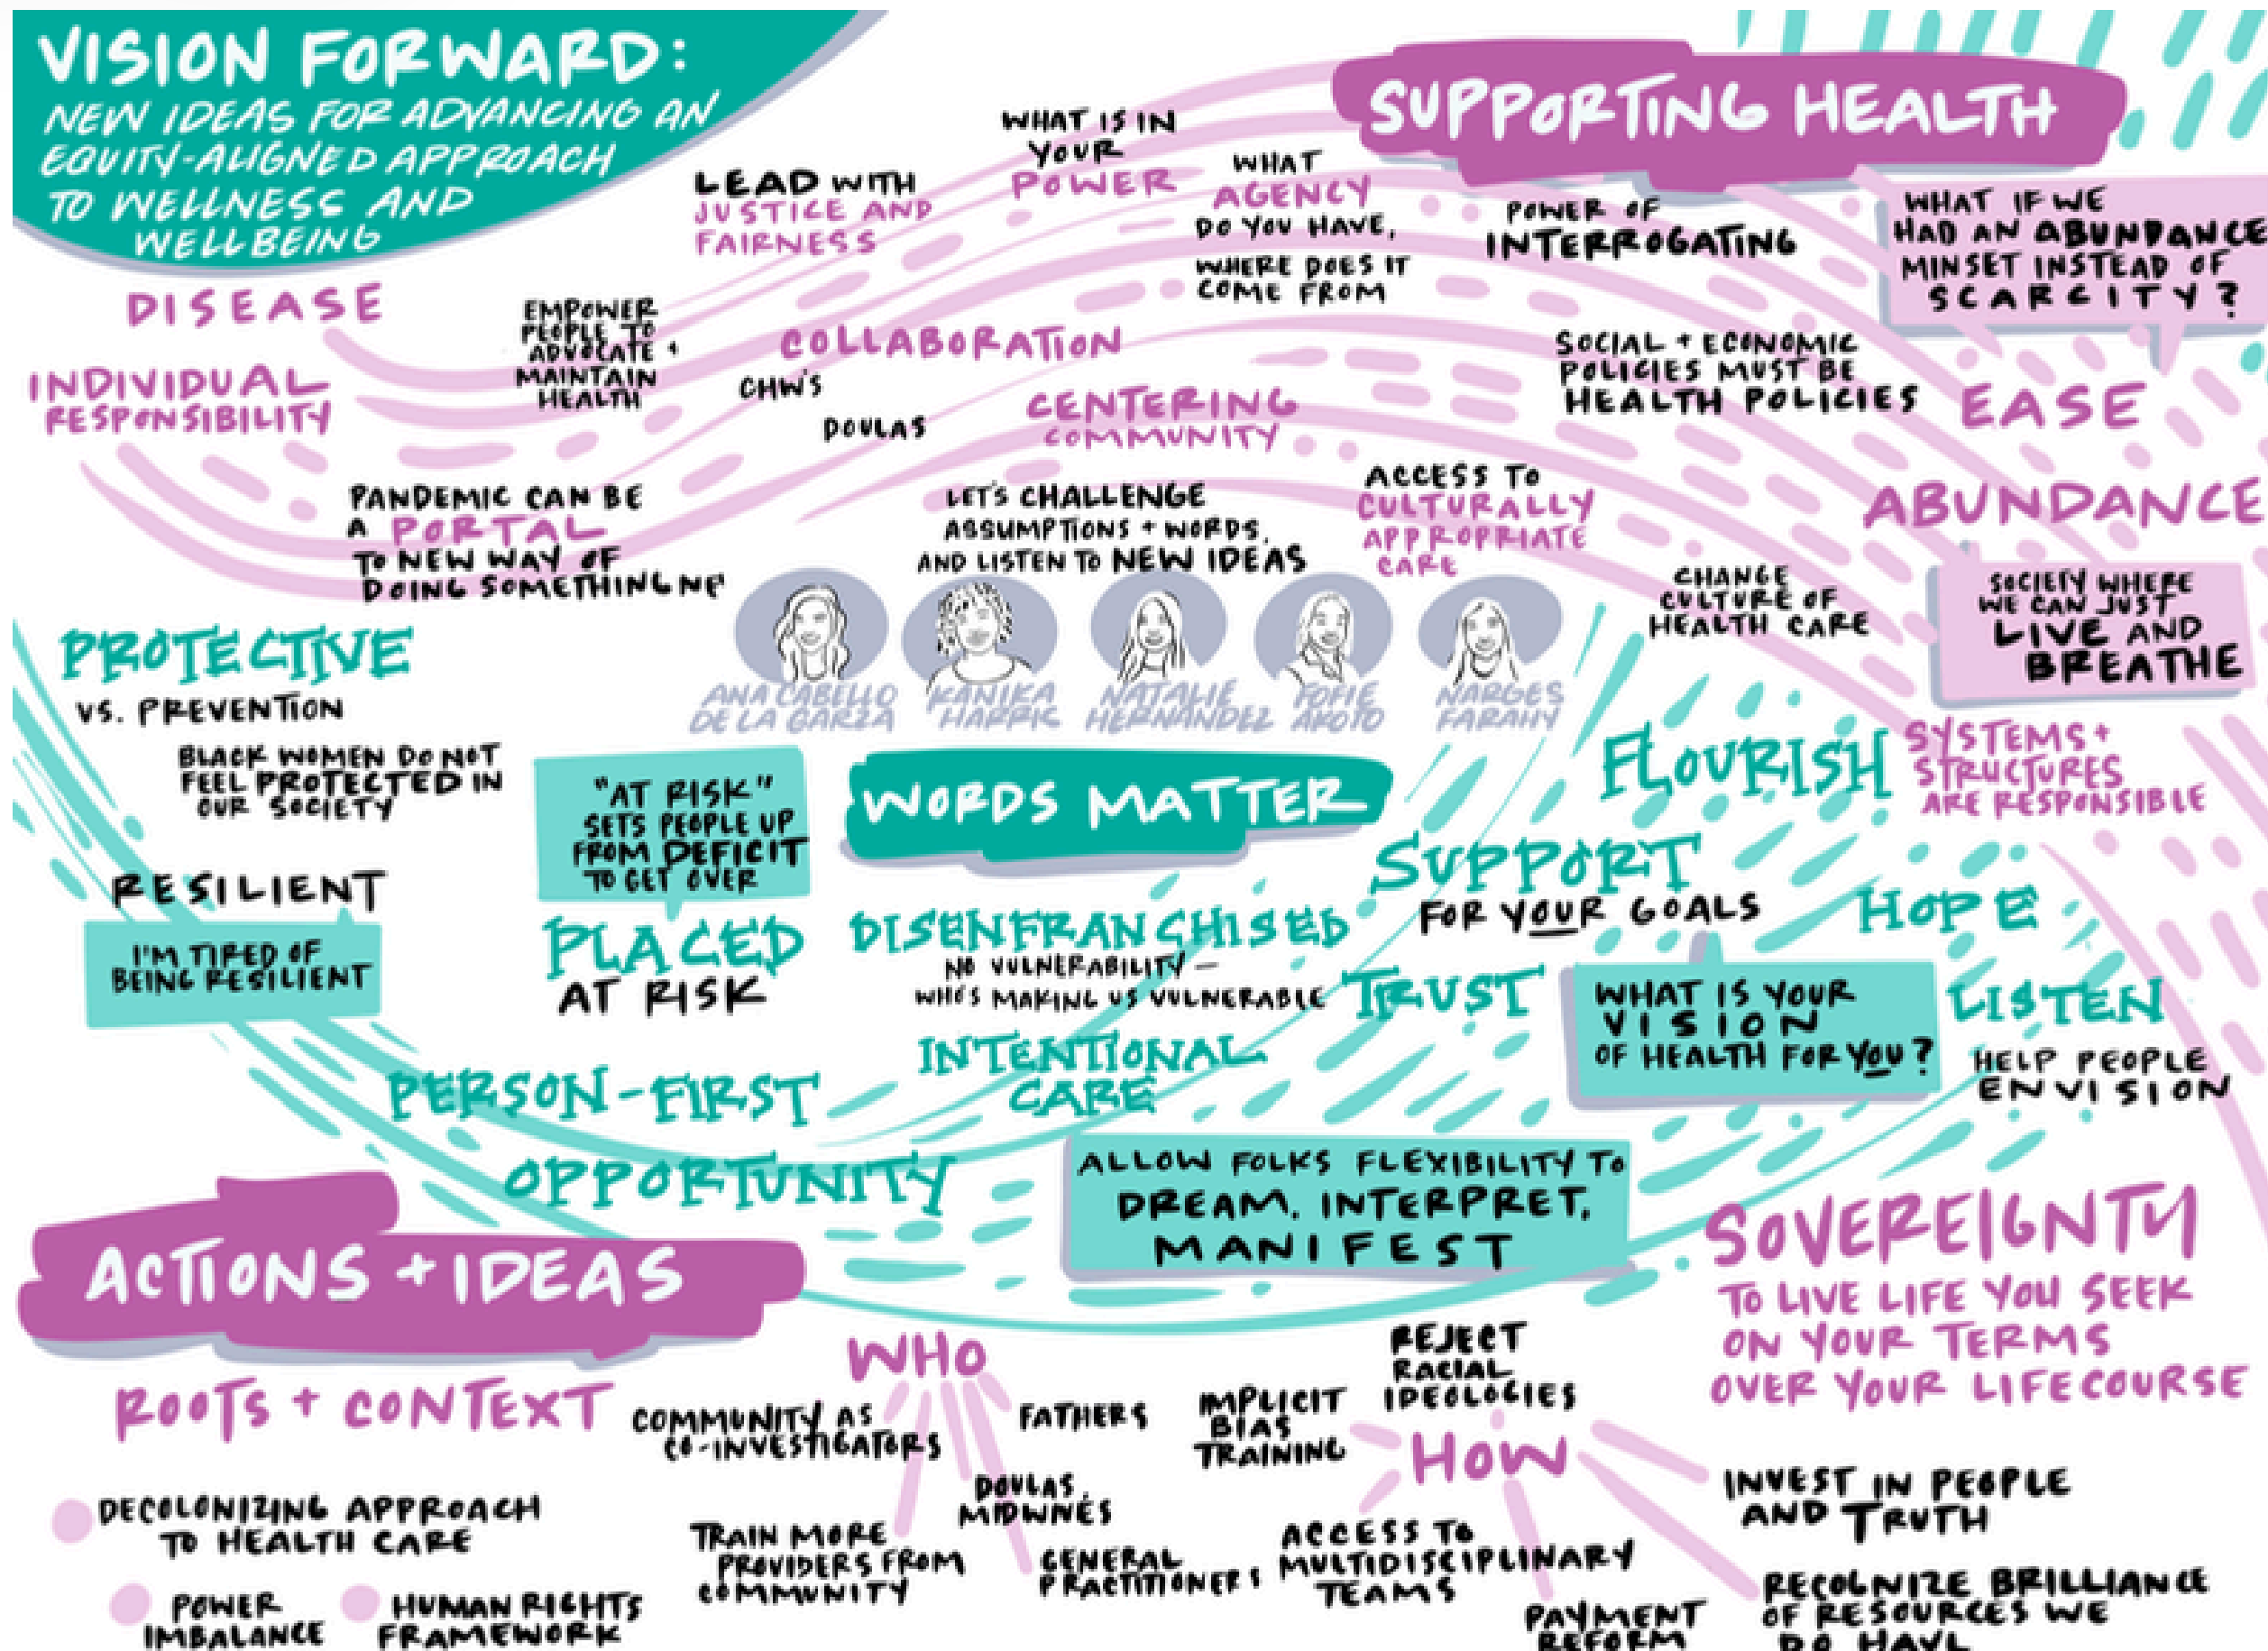 VISION FORWARD:
NEW IDEAS FOR ADVANCING AN
EQUITY-ALIGNED APPROACH
TO WELLNESS AND
WELLBEING
SUPPORTING HEALTH
DISEASE
INDIVIDUAL
RESPONSIBILITY
EMPOWER
PEOPLE TO
ADVOCATE +
MAINTAIN
HEALTH
LEAD WITH
JUSTICE AND
FAIRNESS
WHAT IS IN
YOUR
POWER
WHAT
AGENCY
DO YOU HAVE,
WHERE DOES IT
COME FROM
POWER OF
INTERROGATING
WHAT IF WE
HAD AN ABUNDANCE
MINSET INSTEAD OF
SCARCITY?
COLLABORATION
CHW'S
DOULAS
CENTERING
COMMUNITY
SOCIAL + ECONOMIC
POLICIES MUST BE
HEALTH POLICIES
EASE
ABUNDANCE
PANDEMIC CAN BE
A PORTAL
TO NEW WAY OF
DOING SOMETHING NE
LET'S CHALLENGE
ASSUMPTIONS + WORDS,
AND LISTEN TO NEW IDEAS
ACCESS TO
CULTURALLY
APPROPRIATE
CARE
CHANGE
CULTURE OF
HEALTH CARE
SOCIETY WHERE
WE CAN JUST
LIVE AND
BREATHE
ANA CABELLO
DE LA GARZA
KANIKA
HARRIS
NATALIE
HERNANDEZ
FOFIE
AKOTO
NARGES
FARAHI
PROTECTIVE
VS. PREVENTION
BLACK WOMEN DO NOT
FEEL PROTECTED IN
OUR SOCIETY
RESILIENT
I'M TIRED OF
BEING RESILIENT
"AT RISK"
SETS PEOPLE UP
FROM DEFICIT
TO GET OVER
PLACED
AT RISK
WORDS MATTER
DISENFRANCHISED
NO VULNERABILITY –
WHO'S MAKING US VULNERABLE
INTENTIONAL
CARE
PERSON-FIRST
OPPORTUNITY
FLOURISH
SYSTEMS +
STRUCTURES
ARE RESPONSIBLE
SUPPORT
FOR YOUR GOALS
HOPE
TRUST
WHAT IS YOUR
VISION
OF HEALTH FOR YOU?
LISTEN
HELP PEOPLE
ENVISION
ALLOW FOLKS FLEXIBILITY TO
DREAM, INTERPRET,
MANIFEST
SOVEREIGNTY
TO LIVE LIFE YOU SEEK
ON YOUR TERMS
OVER YOUR LIFECOURSE
ACTIONS + IDEAS
ROOTS + CONTEXT
DECOLONIZING APPROACH
TO HEALTH CARE
POWER
IMBALANCE
HUMAN RIGHTS
FRAMEWORK
WHO
COMMUNITY AS
CO-INVESTIGATORS
FATHERS
TRAIN MORE
PROVIDERS FROM
COMMUNITY
DOULAS,
MIDWIVES
GENERAL
PRACTITIONERS
HOW
IMPLICIT
BIAS
TRAINING
REJECT
RACIAL
IDEOLOGIES
ACCESS TO
MULTIDISCIPLINARY
TEAMS
PAYMENT
REFORM
INVEST IN PEOPLE
AND TRUTH
RECOGNIZE BRILLIANCE
OF RESOURCES WE
DO HAVE